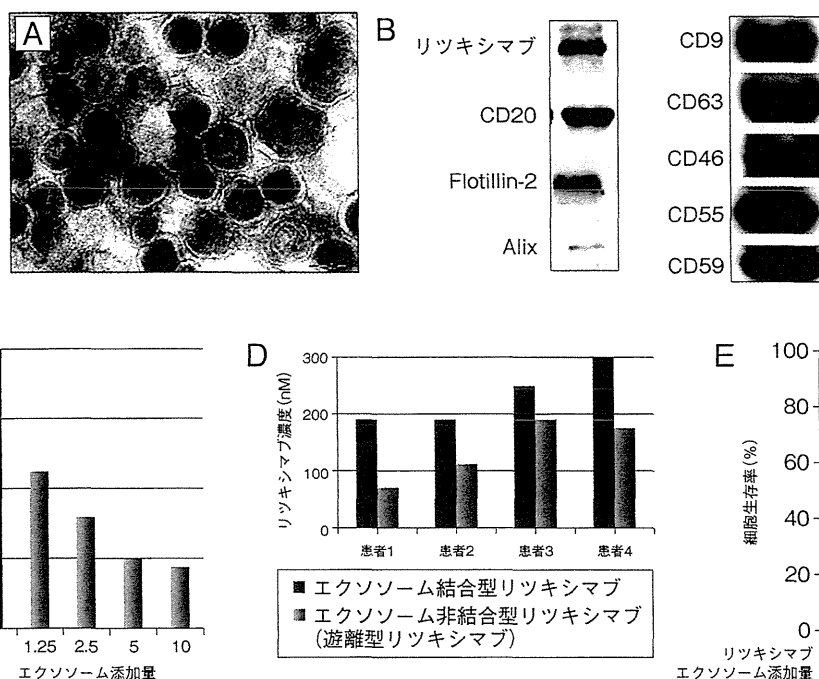 A
B
リツキシマブ
CD20
Flotillin-2
Alix
CD9
CD63
CD46
CD55
CD59
1.25 2.5 5 10
エクソソーム添加量
D
リツキシマブ濃度(nM)
300
200
100
0
患者1 患者2 患者3 患者4
■ エクソソーム結合型リツキシマブ
■ エクソソーム非結合型リツキシマブ
(遊離型リツキシマブ)
E
細胞生存率(%)
100
80
60
40
20
0
リツキシマブ
エクソソーム添加量